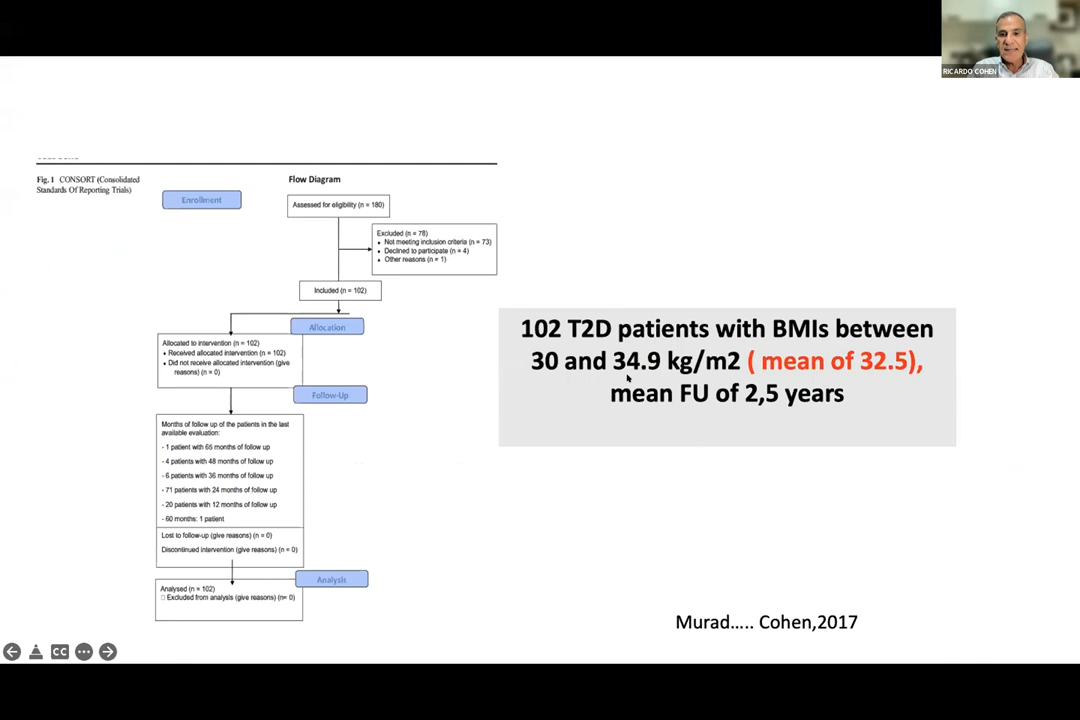 RICARDO COHEN
Fig. 1 CONSORT (Consolidated
Standards Of Reporting Trials)
Flow Diagram
Enrollment
Assessed for eligibility (n = 180)
Excluded (n = 78)
• Not meeting inclusion criteria (n = 73)
• Declined to participate (n = 4)
• Other reasons (n = 1)
Included (n = 102)
Allocation
Allocated to intervention (n = 102)
• Received allocated intervention (n = 102)
• Did not receive allocated intervention (give
reasons) (n = 0)
Follow-Up
Months of follow up of the patients in the last
available evaluation:
- 1 patient with 65 months of follow up
- 4 patients with 48 months of follow up
- 6 patients with 36 months of follow up
- 71 patients with 24 months of follow up
- 20 patients with 12 months of follow up
- 60 months: 1 patient
Lost to follow-up (give reasons) (n = 0)
Discontinued intervention (give reasons) (n = 0)
Analysis
Analysed (n = 102)
Excluded from analysis (give reasons) (n= 0)
102 T2D patients with BMIs between
30 and 34.9 kg/m2 ( mean of 32.5),
mean FU of 2,5 years
Murad….. Cohen,2017
CC